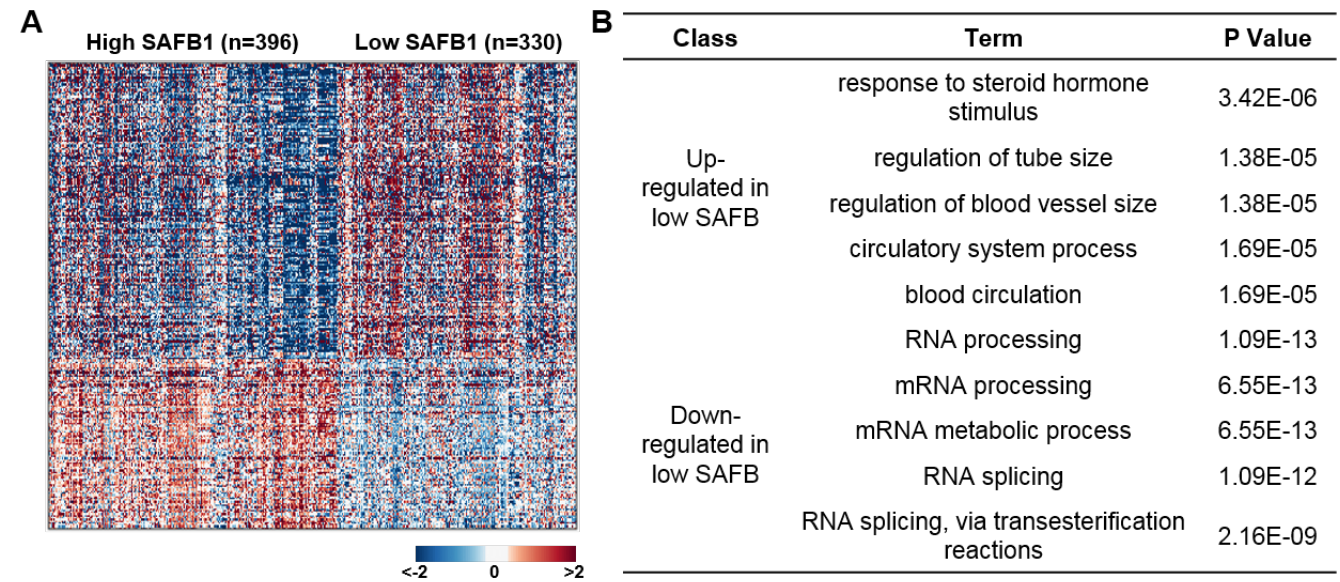 A
High SAFB1 (n=396)
Low SAFB1 (n=330)
<-2
0
>2
B
Class
Term
P Value
Up-
regulated in
low SAFB
response to steroid hormone
stimulus
3.42E-06
regulation of tube size
1.38E-05
regulation of blood vessel size
1.38E-05
circulatory system process
1.69E-05
blood circulation
1.69E-05
Down-
regulated in
low SAFB
RNA processing
1.09E-13
mRNA processing
6.55E-13
mRNA metabolic process
6.55E-13
RNA splicing
1.09E-12
RNA splicing, via transesterification
reactions
2.16E-09